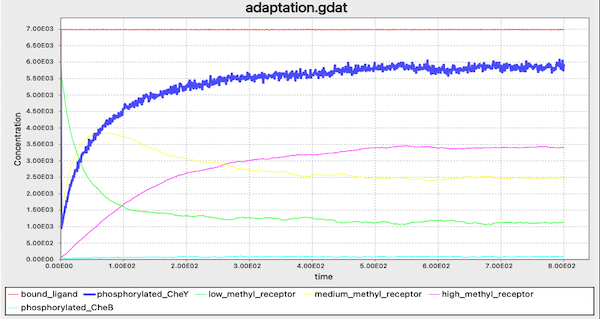 adaptation.gdat
7.00E03
6.50E03
6.00E03
5.50E03
5.00E03
4.50E03
4.00E03
3.50E03
3.00E03
2.50E03
2.00E03
1.50E03
1.00E03
5.00E02
0.00E00
Concentration
0.00E00 1.00E02 2.00E02 3.00E02 4.00E02 5.00E02 6.00E02 7.00E02 8.00E02
time
bound_ligand phosphorylated_CheY low_methyl_receptor medium_methyl_receptor high_methyl_receptor
phosphorylated_CheB